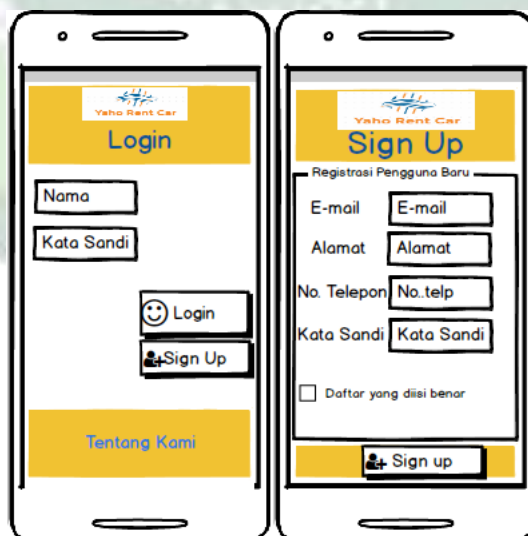 Yaho Rent Car
Login
Nama
Kata Sandi
Login
Sign Up
Tentang Kami
Yaho Rent Car
Sign Up
Registrasi Pengguna Baru
E-mail E-mail
Alamat Alamat
No. Telepon No..telp
Kata Sandi Kata Sandi
Daftar yang diisi benar
Sign up